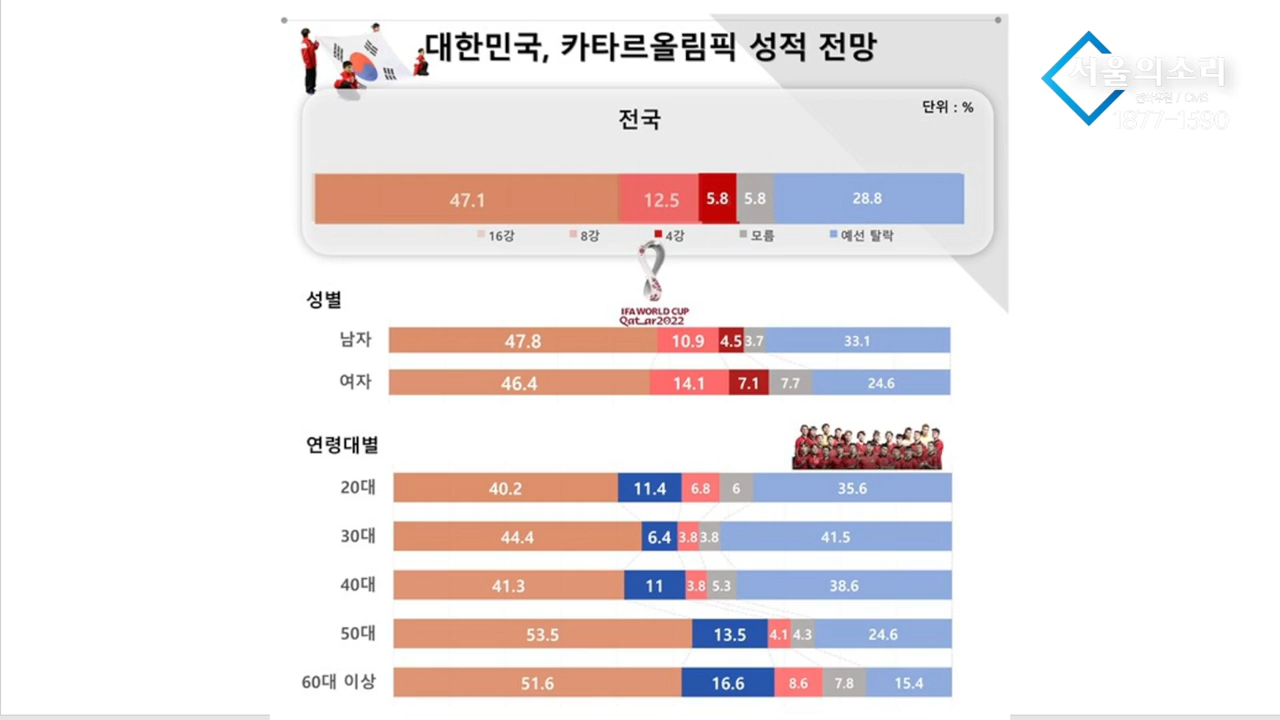 대한민국, 카타르올림픽 성적 전망
서울의소리
1877-1590
단위 : %
전국
47.1 12.5 5.8 5.8 28.8
16강 8강 4강 모름 예선 탈락
IFA WORLD CUP
Qatar2022
성별
남자 47.8 10.9 4.5 3.7 33.1
여자 46.4 14.1 7.1 7.7 24.6
연령대별
20대 40.2 11.4 6.8 6 35.6
30대 44.4 6.4 3.8 3.8 41.5
40대 41.3 11 3.8 5.3 38.6
50대 53.5 13.5 4.1 4.3 24.6
60대 이상 51.6 16.6 8.6 7.8 15.4